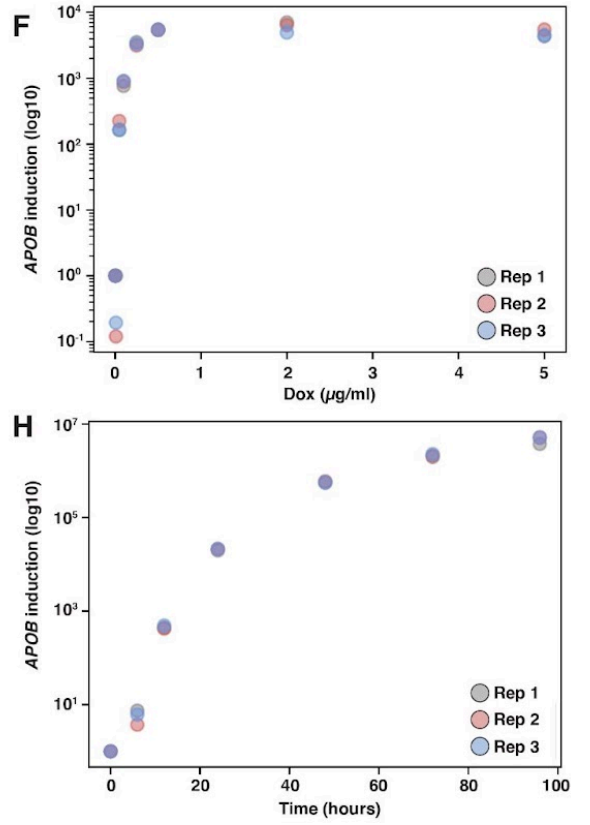 F
APOB induction (log10)
10⁴
10³
10²
10¹
10⁰
10⁻¹
0 1 2 3 4 5
Dox (µg/ml)
Rep 1
Rep 2
Rep 3
H
APOB induction (log10)
10⁷
10⁵
10³
10¹
0 20 40 60 80 100
Time (hours)
Rep 1
Rep 2
Rep 3